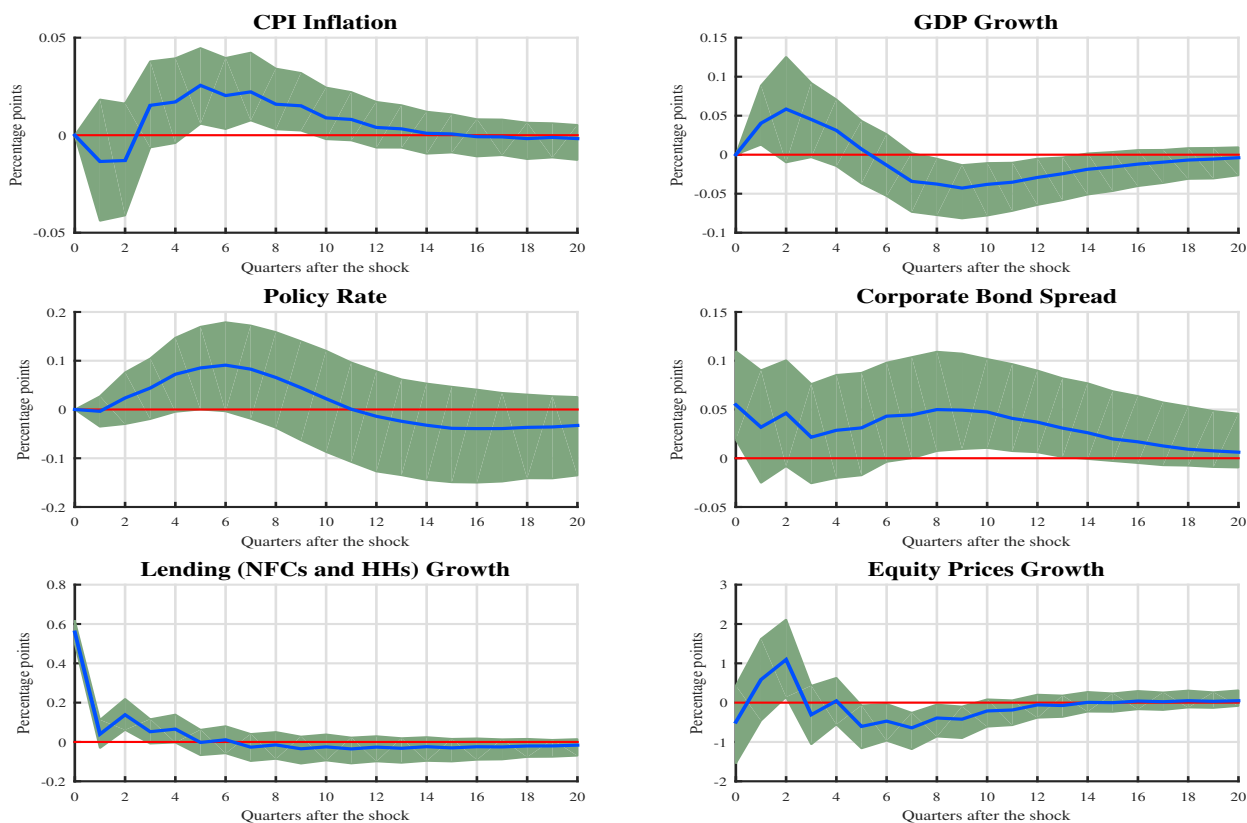 CPI Inflation
Percentage points
0.05
0
-0.05
0 2 4 6 8 10 12 14 16 18 20
Quarters after the shock
GDP Growth
Percentage points
0.15
0.1
0.05
0
-0.05
-0.1
0 2 4 6 8 10 12 14 16 18 20
Quarters after the shock
Policy Rate
Percentage points
0.2
0.1
0
-0.1
-0.2
0 2 4 6 8 10 12 14 16 18 20
Quarters after the shock
Corporate Bond Spread
Percentage points
0.15
0.1
0.05
0
-0.05
0 2 4 6 8 10 12 14 16 18 20
Quarters after the shock
Lending (NFCs and HHs) Growth
Percentage points
0.8
0.6
0.4
0.2
0
-0.2
0 2 4 6 8 10 12 14 16 18 20
Quarters after the shock
Equity Prices Growth
Percentage points
3
2
1
0
-1
-2
0 2 4 6 8 10 12 14 16 18 20
Quarters after the shock